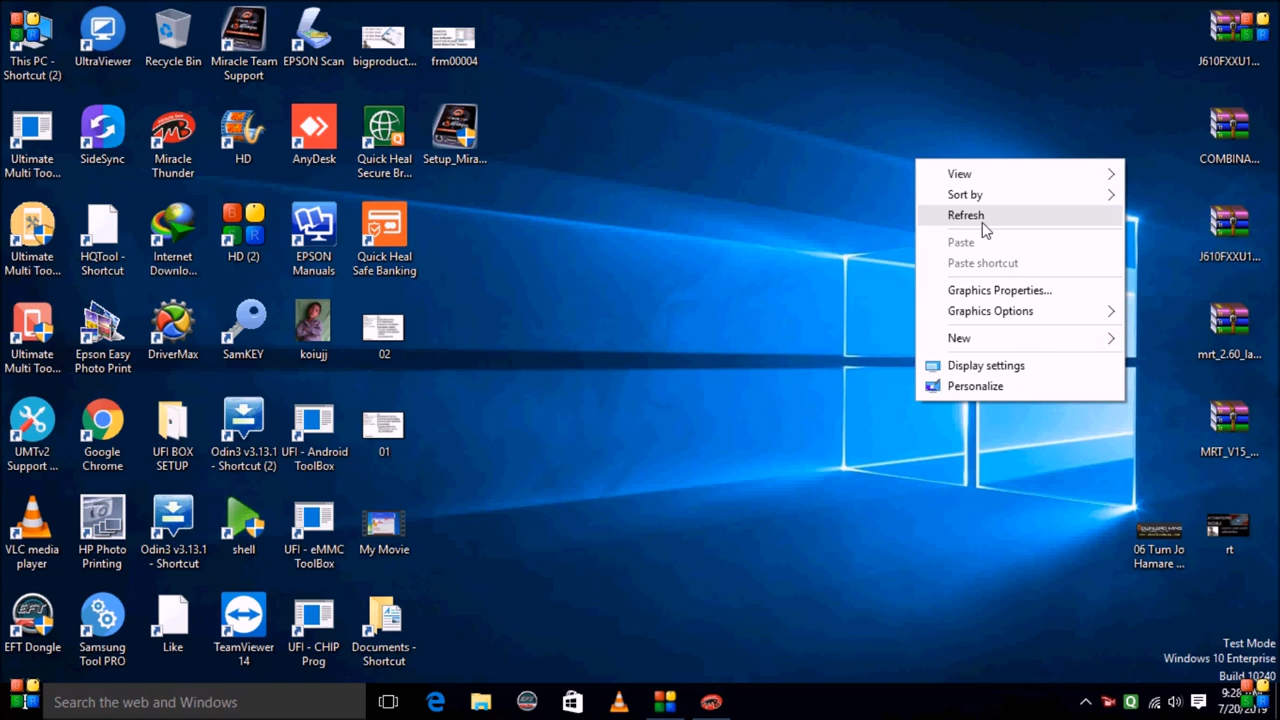 This PC -
Shortcut (2)
UltraViewer
Recycle Bin
Miracle Team
Support
EPSON Scan
bigproduct...
frm00004
J610FXXU1...
Ultimate
Multi Too...
SideSync
Miracle
Thunder
HD
AnyDesk
Quick Heal
Secure Br...
Setup_Mira...
COMBINA...
Ultimate
Multi Too...
HQTool -
Shortcut
Internet
Downlo...
HD (2)
EPSON
Manuals
Quick Heal
Safe Banking
J610FXXU1...
Ultimate
Multi Too...
Epson Easy
Photo Print
DriverMax
SamKEY
koiujj
02
mrt_2.60_la...
UMTv2
Support ...
Google
Chrome
UFI BOX
SETUP
Odin3 v3.13.1
- Shortcut (2)
UFI - Android
ToolBox
01
MRT_V15_...
VLC media
player
HP Photo
Printing
Odin3 v3.13.1
- Shortcut
shell
UFI - eMMC
ToolBox
My Movie
06 Tum Jo
Hamare ...
rt
EFT Dongle
Samsung
Tool PRO
Like
TeamViewer
14
UFI - CHIP
Prog
Documents -
Shortcut
View
Sort by
Refresh
Paste
Paste shortcut
Graphics Properties...
Graphics Options
New
Display settings
Personalize
Test Mode
Windows 10 Enterprise
Build 10240
Search the web and Windows
7/20/2019